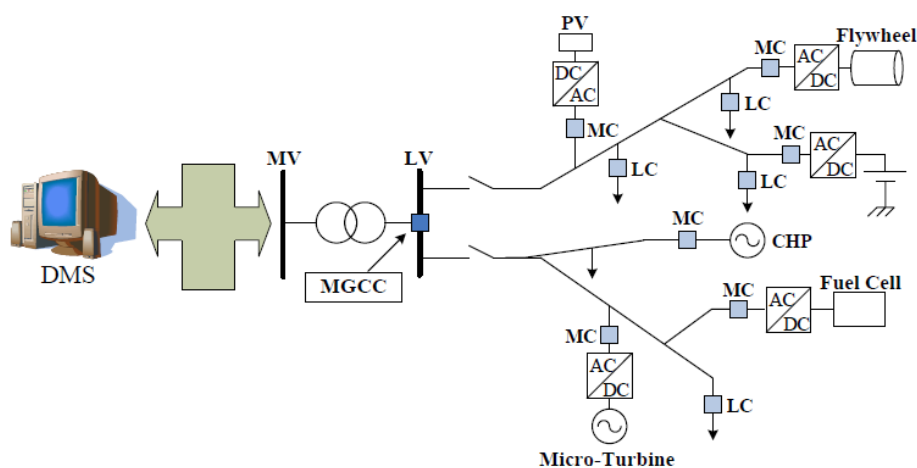 PV
DC
AC
MC
LC
MC
AC
DC
Flywheel
LC
MC
AC
DC
LC
MV
LV
DMS
MGCC
MC
CHP
MC
AC
DC
Fuel Cell
MC
AC
DC
Micro-Turbine
LC